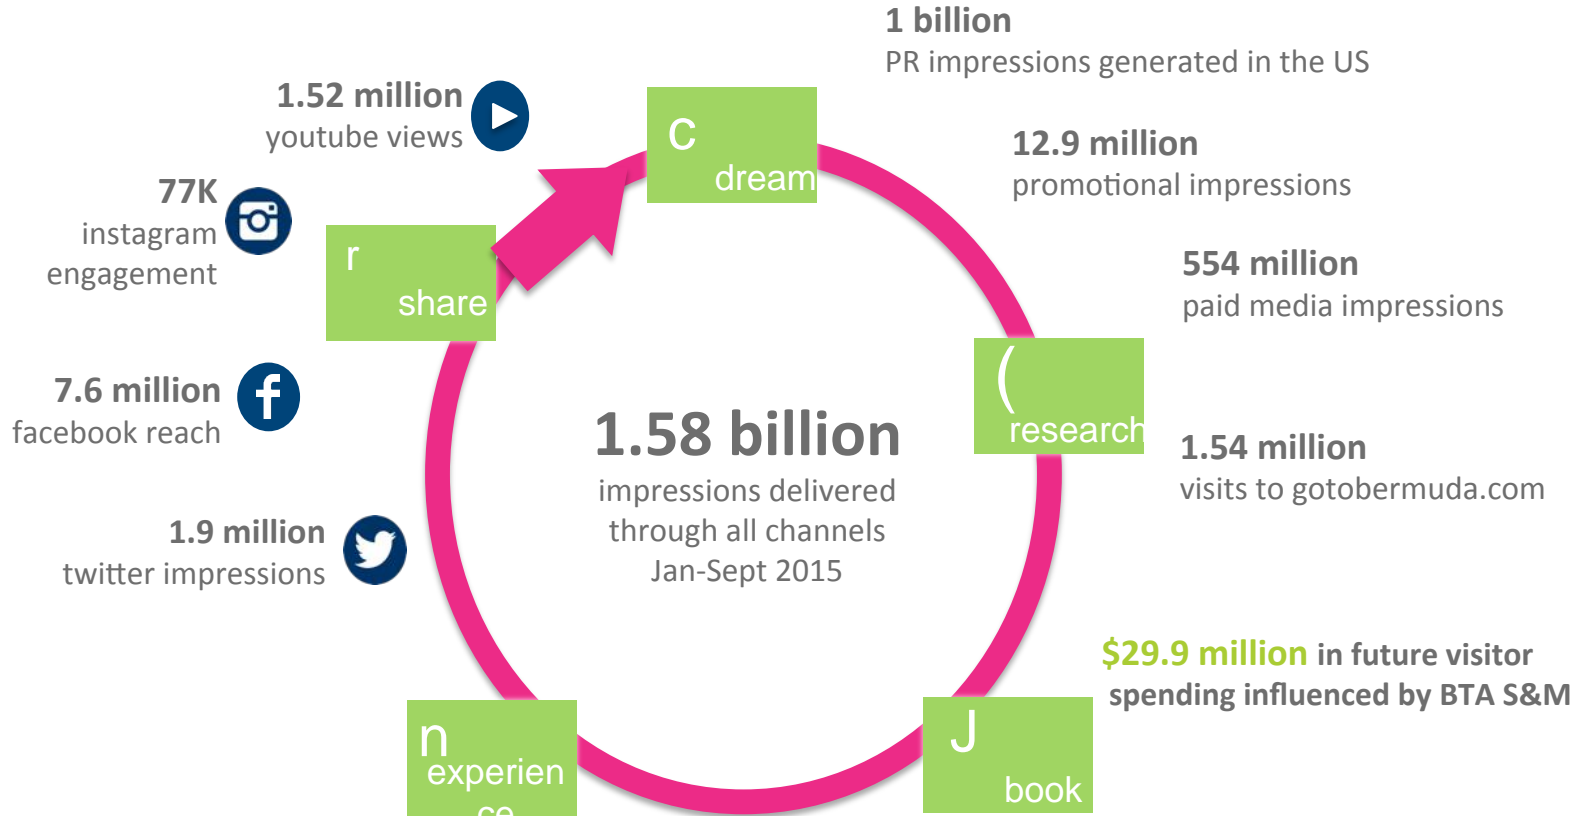 1 billion
PR impressions generated in the US
1.52 million
youtube views
c
dream
12.9 million
promotional impressions
77K
instagram
engagement
r
share
554 million
paid media impressions
(
research
7.6 million
facebook reach
1.58 billion
impressions delivered
through all channels
Jan-Sept 2015
1.54 million
visits to gotobermuda.com
1.9 million
twitter impressions
$29.9 million in future visitor
spending influenced by BTA S&M
n
experien
ce
J
book